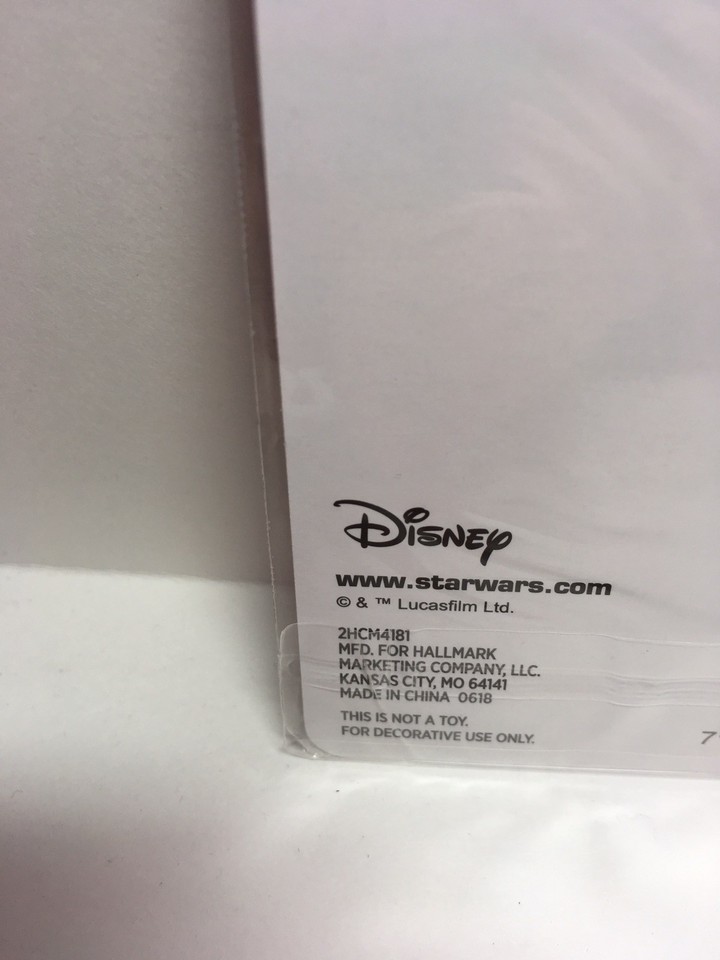 Disney
www.starwars.com
© & ™ Lucasfilm Ltd.
2HCM4181
MFD. FOR HALLMARK
MARKETING COMPANY, LLC.
KANSAS CITY, MO 64141
MADE IN CHINA 0618
THIS IS NOT A TOY.
FOR DECORATIVE USE ONLY.